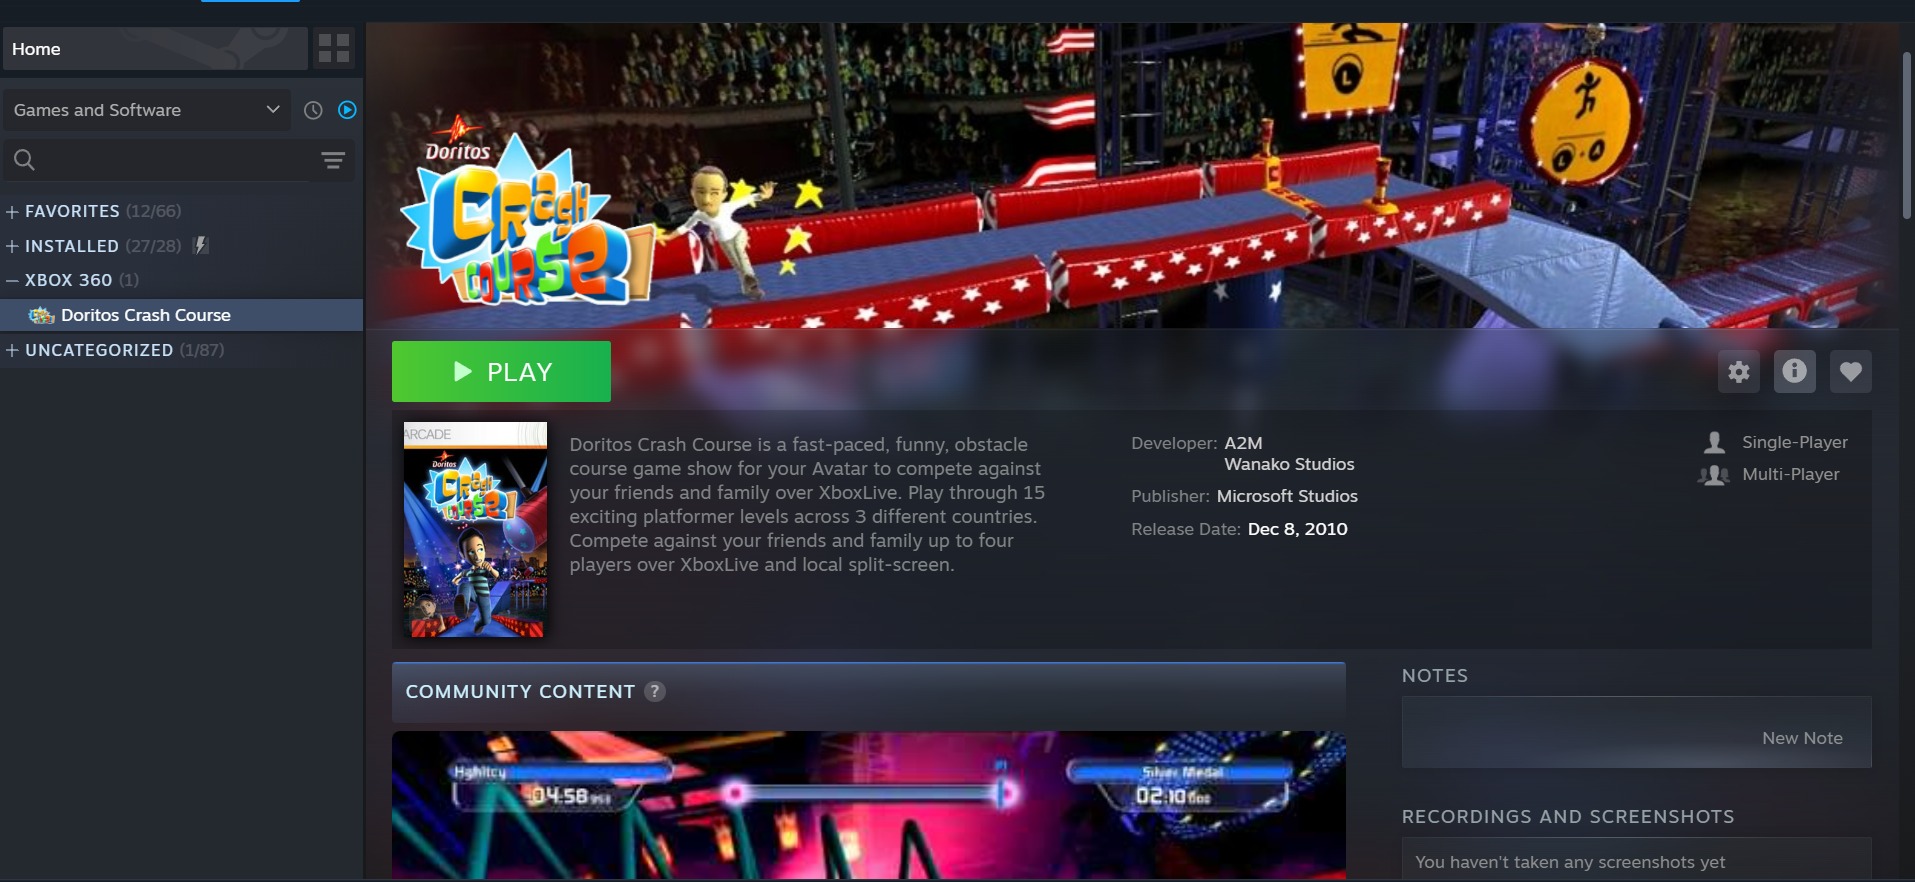 Home
Games and Software
+ FAVORITES (12/66)
+ INSTALLED (27/28)
— XBOX 360 (1)
Doritos Crash Course
+ UNCATEGORIZED (1/87)
Doritos
CRash
COURSE
L
L + A
PLAY
ARCADE
Doritos
CRash
COURSE
Doritos Crash Course is a fast-paced, funny, obstacle
course game show for your Avatar to compete against
your friends and family over XboxLive. Play through 15
exciting platformer levels across 3 different countries.
Compete against your friends and family up to four
players over XboxLive and local split-screen.
Developer: A2M
Wanako Studios
Publisher: Microsoft Studios
Release Date: Dec 8, 2010
Single-Player
Multi-Player
COMMUNITY CONTENT ?
04:58
P1
Silver Medal
02:10
NOTES
New Note
RECORDINGS AND SCREENSHOTS
You haven't taken any screenshots yet